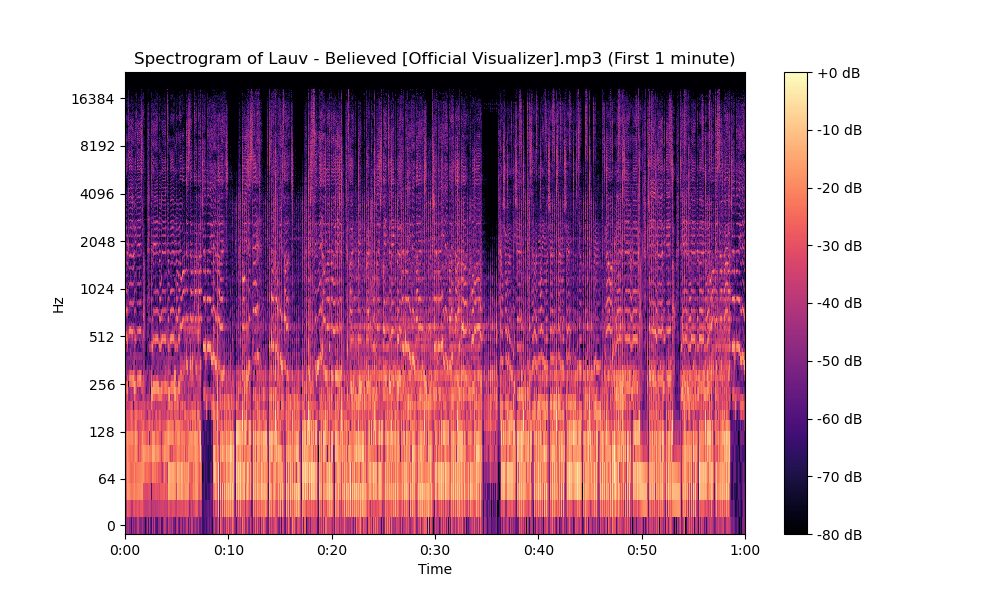 Spectrogram of Lauv - Believed [Official Visualizer].mp3 (First 1 minute)
Hz
16384
8192
4096
2048
1024
512
256
128
64
0
0:00 0:10 0:20 0:30 0:40 0:50 1:00
Time
+0 dB
-10 dB
-20 dB
-30 dB
-40 dB
-50 dB
-60 dB
-70 dB
-80 dB